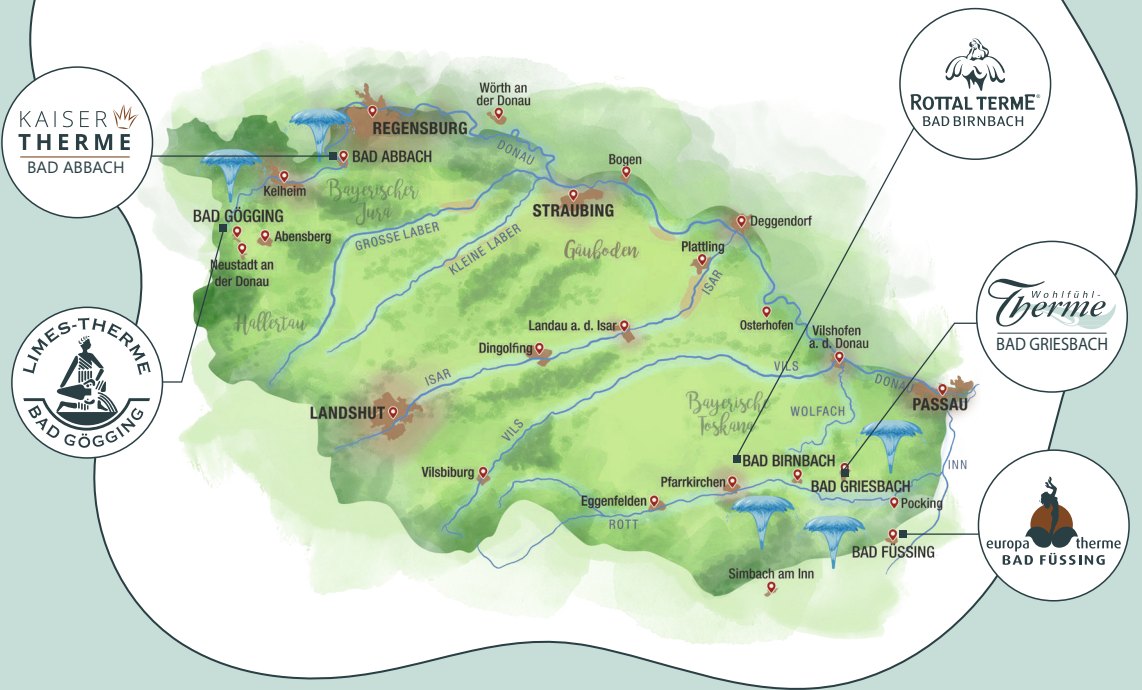 KAISER
THERME
BAD ABBACH
LIMES-THERME
BAD GÖGGING
ROTTAL TERME®
BAD BIRNBACH
Wohlfühl-
Therme
BAD GRIESBACH
europa therme
BAD FÜSSING
Wörth an
der Donau
REGENSBURG
BAD ABBACH
DONAU
Bogen
Kelheim
Bayerischer
Jura
STRAUBING
BAD GÖGGING
Abensberg
Neustadt an
der Donau
GROSSE LABER
KLEINE LABER
Gäuboden
Deggendorf
Plattling
ISAR
Hallertau
Landau a. d. Isar
Osterhofen
Vilshofen
a. d. Donau
Dingolfing
ISAR
VILS
DONAU
PASSAU
LANDSHUT
Bayerische
Toskana
WOLFACH
VILS
BAD BIRNBACH
INN
Vilsbiburg
Pfarrkirchen
BAD GRIESBACH
Eggenfelden
Pocking
ROTT
BAD FÜSSING
Simbach am Inn